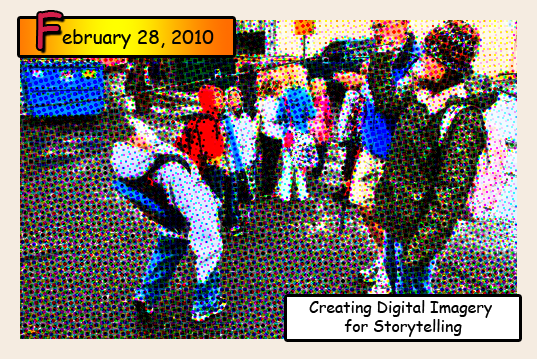 February 28, 2010
Creating Digital Imagery
for Storytelling